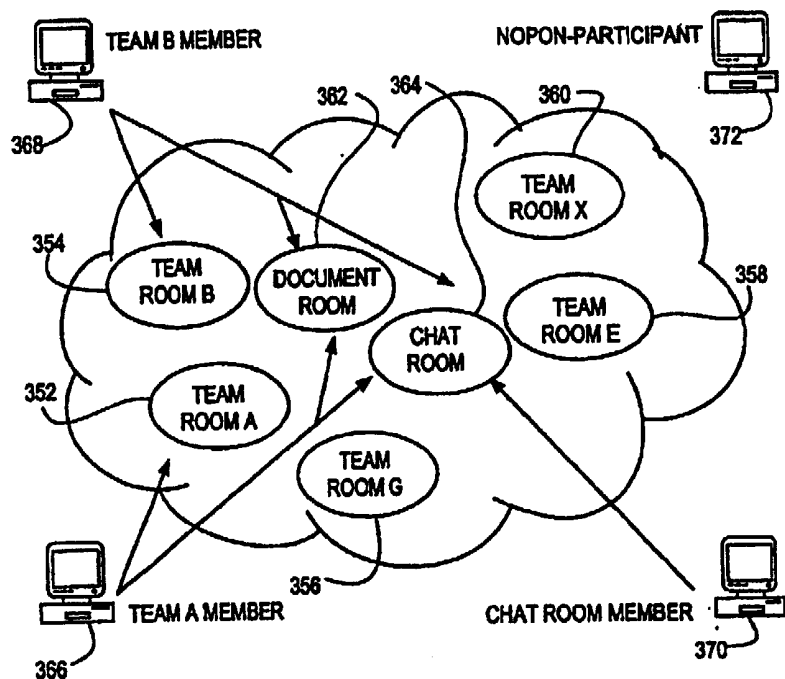 TEAM B MEMBER
NOPON-PARTICIPANT
368
362
364
360
372
TEAM
ROOM X
354
TEAM
ROOM B
DOCUMENT
ROOM
358
TEAM
ROOM E
CHAT
ROOM
352
TEAM
ROOM A
TEAM
ROOM G
356
TEAM A MEMBER
CHAT ROOM MEMBER
366
370